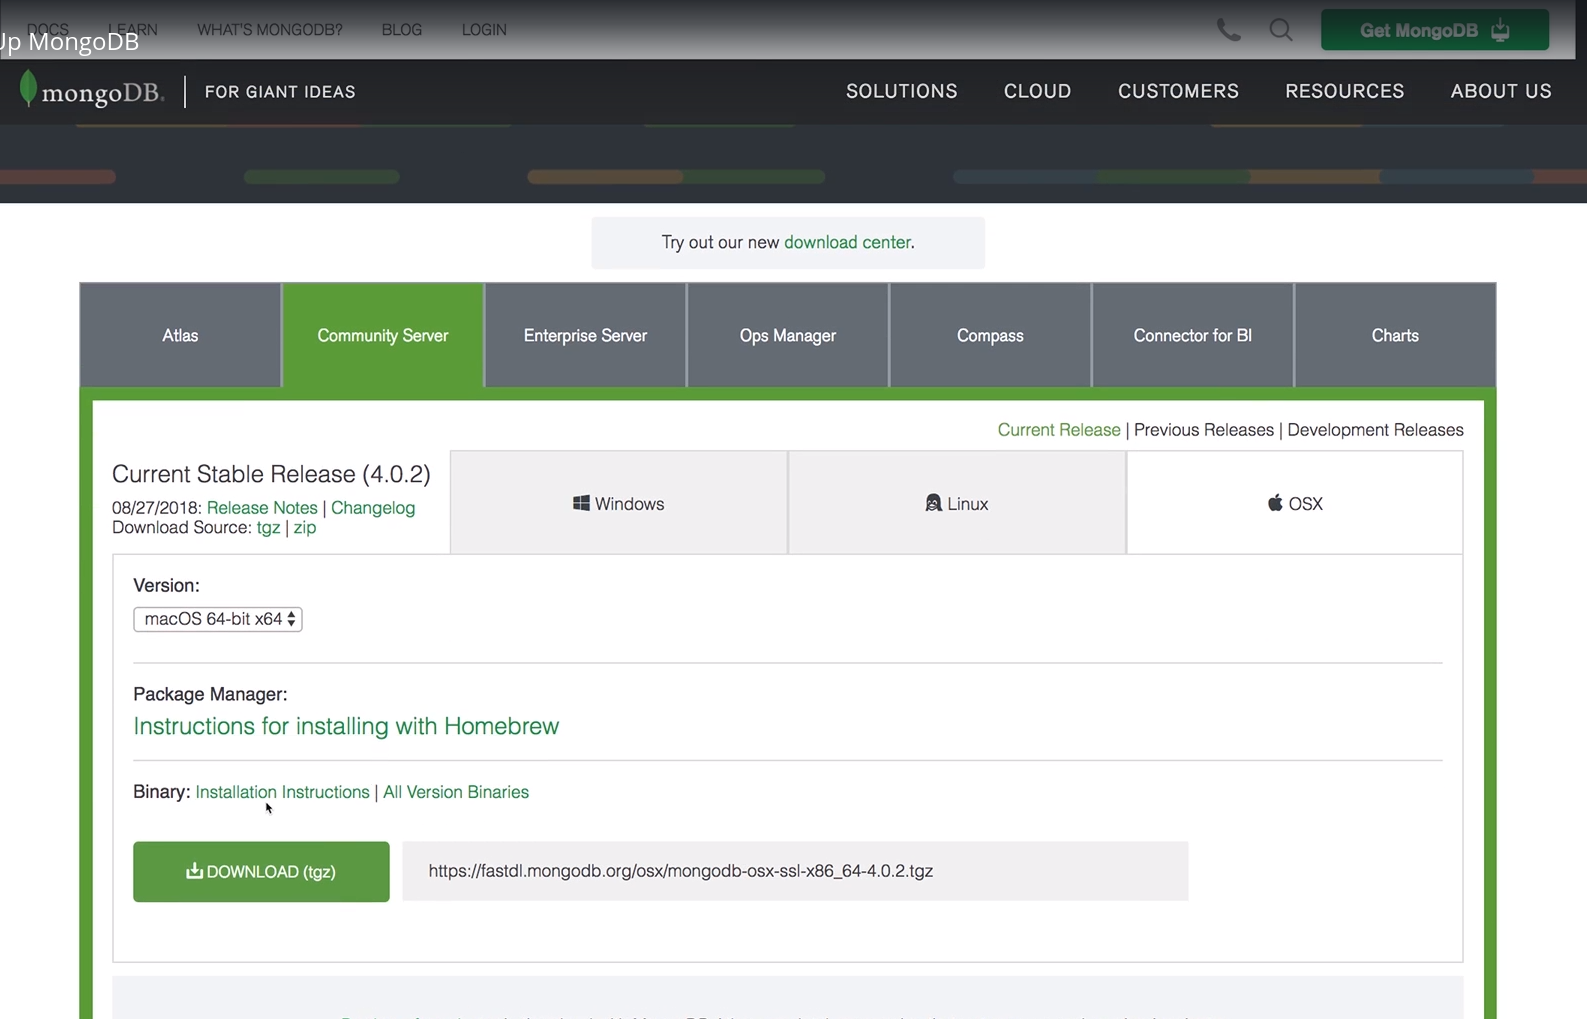 DOCS LEARN WHAT'S MONGODB? BLOG LOGIN Get MongoDB
Up MongoDB
mongoDB. FOR GIANT IDEAS SOLUTIONS CLOUD CUSTOMERS RESOURCES ABOUT US
Try out our new download center.
Atlas Community Server Enterprise Server Ops Manager Compass Connector for BI Charts
Current Release | Previous Releases | Development Releases
Current Stable Release (4.0.2)
08/27/2018: Release Notes | Changelog
Download Source: tgz | zip
Windows Linux OSX
Version:
macOS 64-bit x64
Package Manager:
Instructions for installing with Homebrew
Binary: Installation Instructions | All Version Binaries
DOWNLOAD (tgz) https://fastdl.mongodb.org/osx/mongodb-osx-ssl-x86_64-4.0.2.tgz